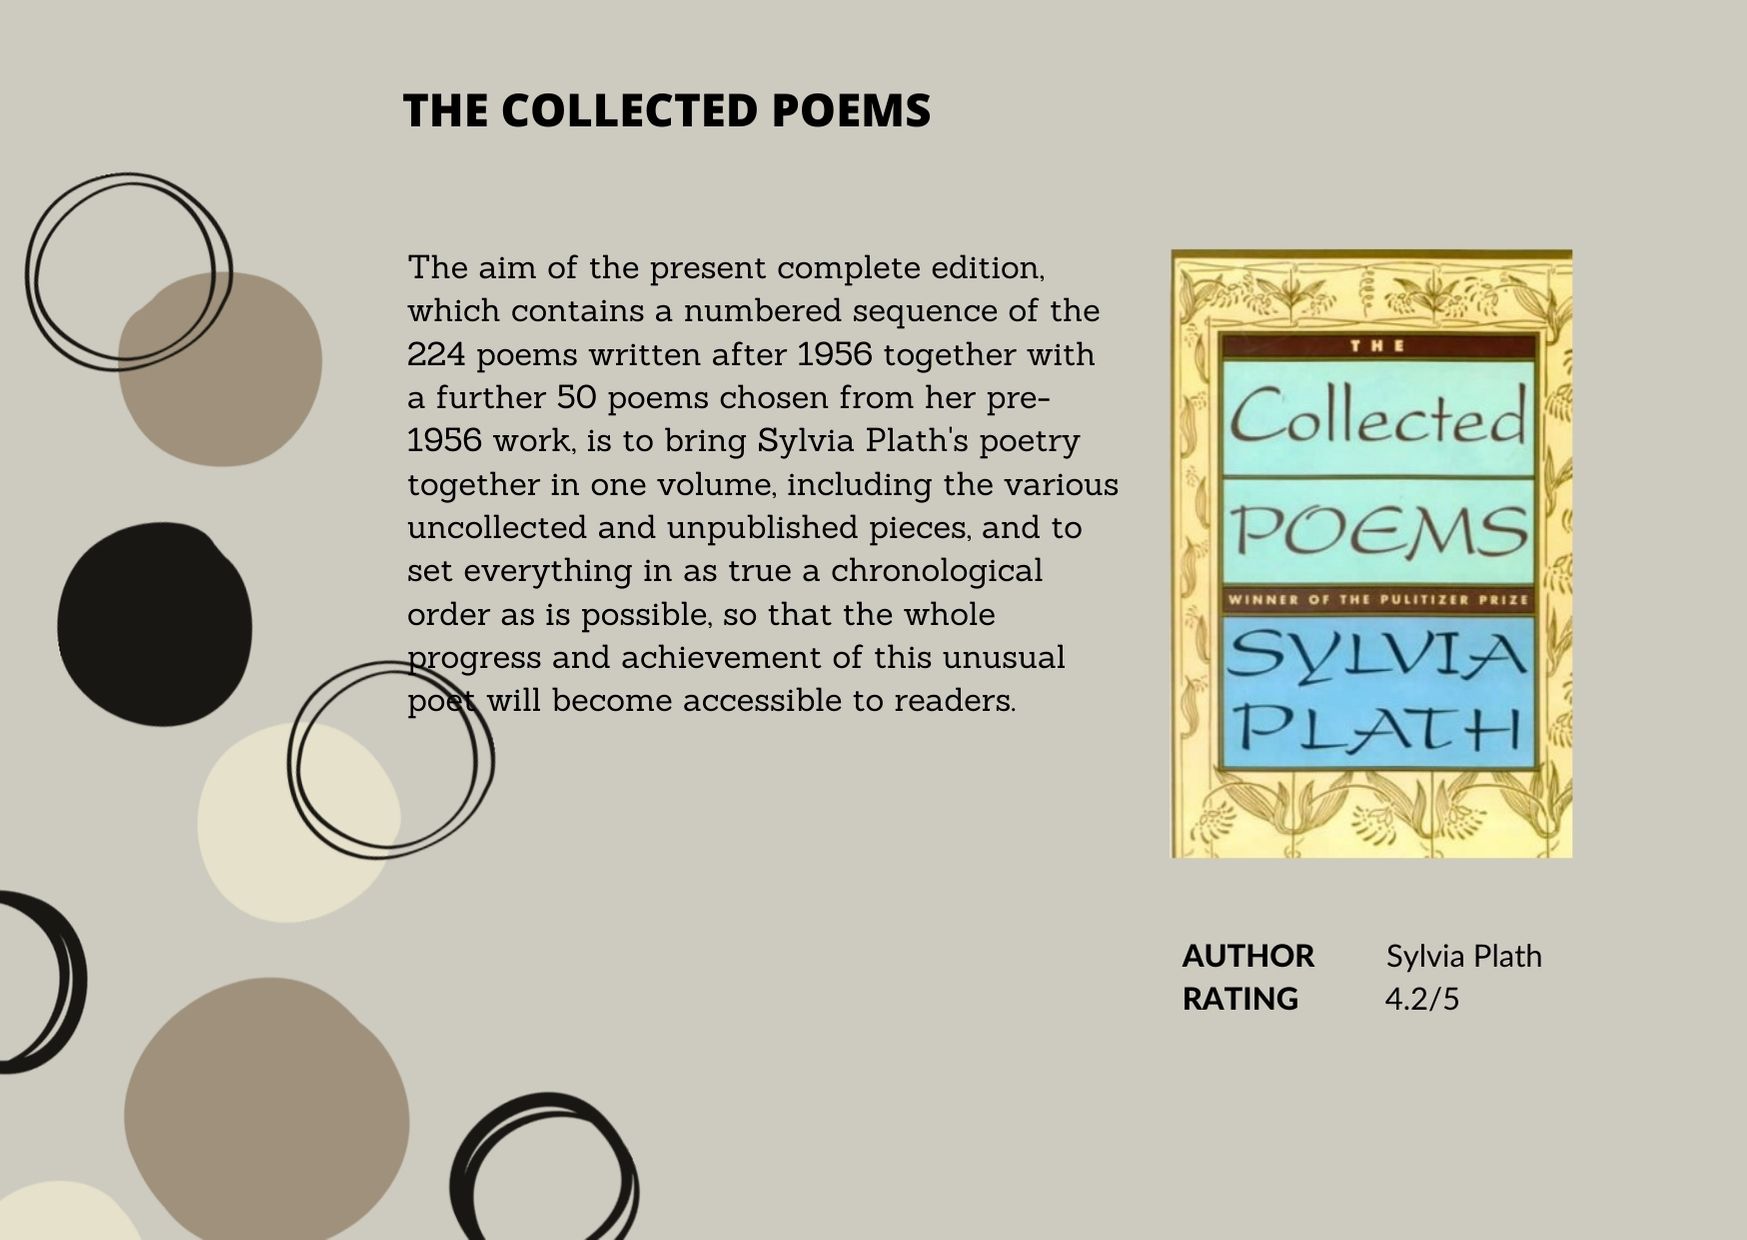 THE COLLECTED POEMS
The aim of the present complete edition,
which contains a numbered sequence of the
224 poems written after 1956 together with
a further 50 poems chosen from her pre-
1956 work, is to bring Sylvia Plath's poetry
together in one volume, including the various
uncollected and unpublished pieces, and to
set everything in as true a chronological
order as is possible, so that the whole
progress and achievement of this unusual
poet will become accessible to readers.
THE
Collected
POEMS
WINNER OF THE PULITIZER PRIZE
SYLVIA
PLATH
AUTHOR Sylvia Plath
RATING 4.2/5